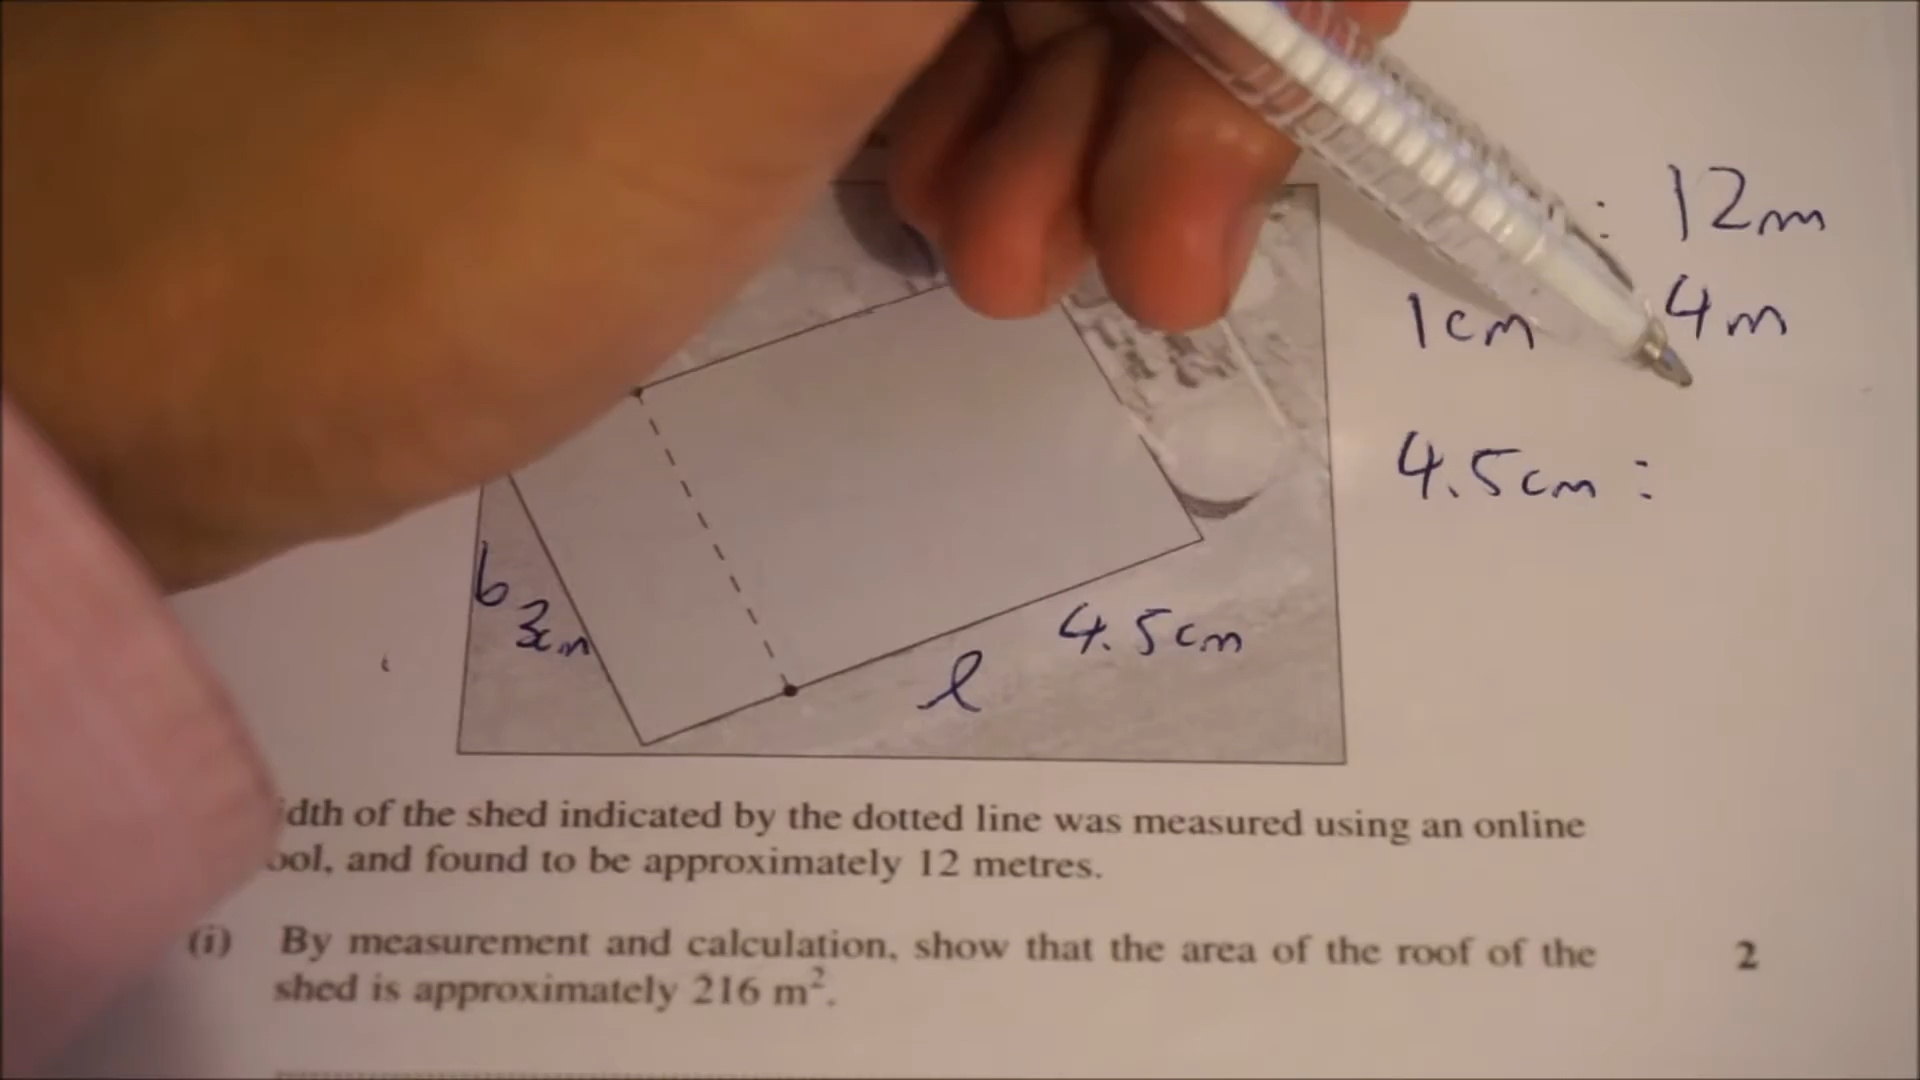 : 12m
1cm 4m
4.5cm :
b
3cm
4.5cm
l
of the shed indicated by the dotted line was measured using an online
and found to be approximately 12 metres.
(i) By measurement and calculation, show that the area of the roof of the 2
shed is approximately 216 m².